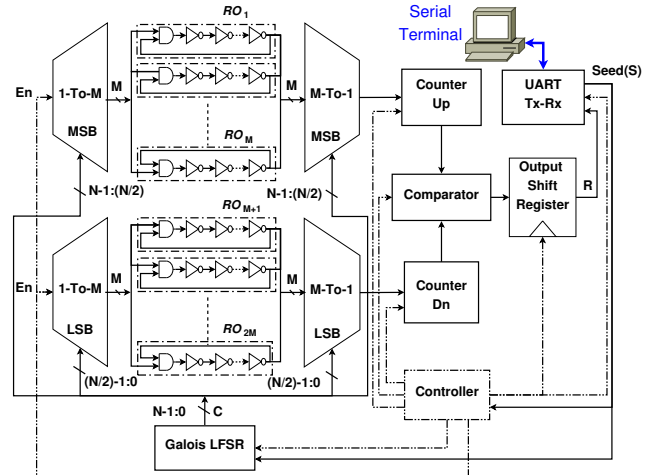 RO1
Serial
Terminal
En
1-To-M
MSB
M
M
M-To-1
MSB
ROM
N-1:(N/2)
N-1:(N/2)
Counter
Up
UART
Tx-Rx
Seed(S)
Comparator
Output
Shift
Register
R
ROM+1
En
1-To-M
LSB
M
M
M-To-1
LSB
RO2M
(N/2)-1:0
(N/2)-1:0
Counter
Dn
N-1:0
C
Galois LFSR
Controller